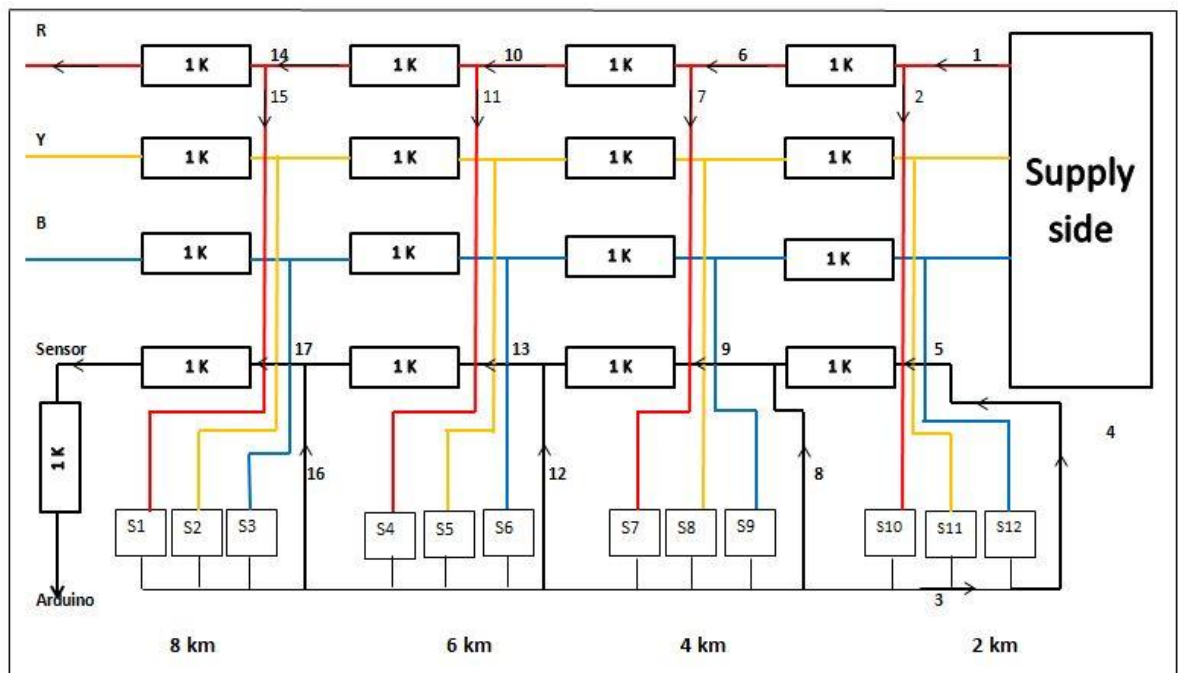 R
14 10 6 1
1 K 1 K 1 K 1 K
15 11 7 2
Y
1 K 1 K 1 K 1 K
Supply
side
B
1 K 1 K 1 K 1 K
Sensor
17 13 9 5
1 K 1 K 1 K 1 K
4
1 K
16 12 8
S1 S2 S3 S4 S5 S6 S7 S8 S9 S10 S11 S12
Arduino
3
8 km 6 km 4 km 2 km